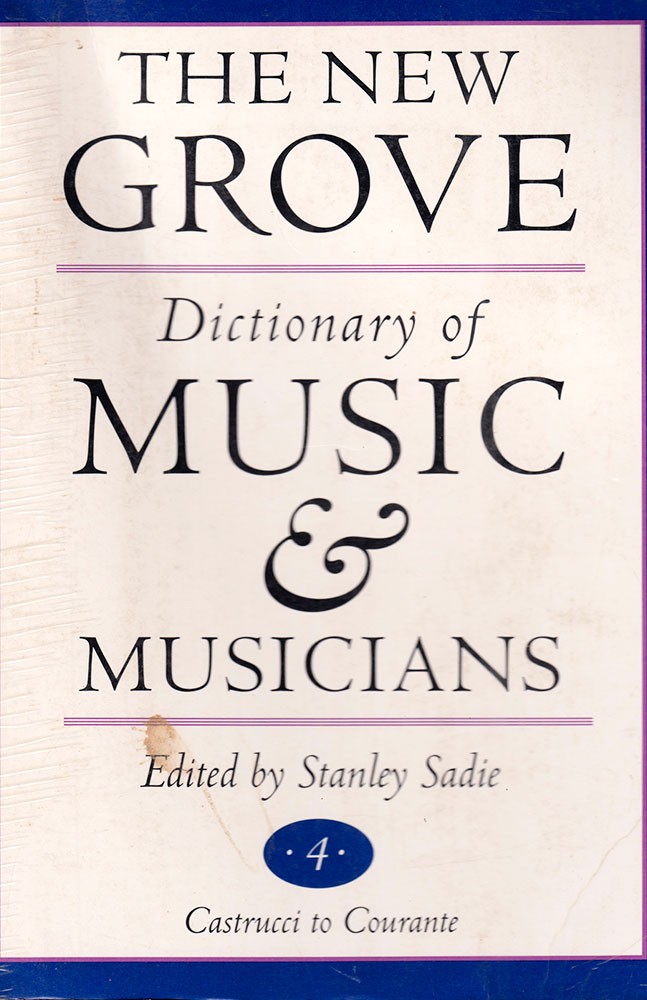 THE NEW
GROVE
Dictionary of
MUSIC
&
MUSICIANS
Edited by Stanley Sadie
· 4 ·
Castrucci to Courante